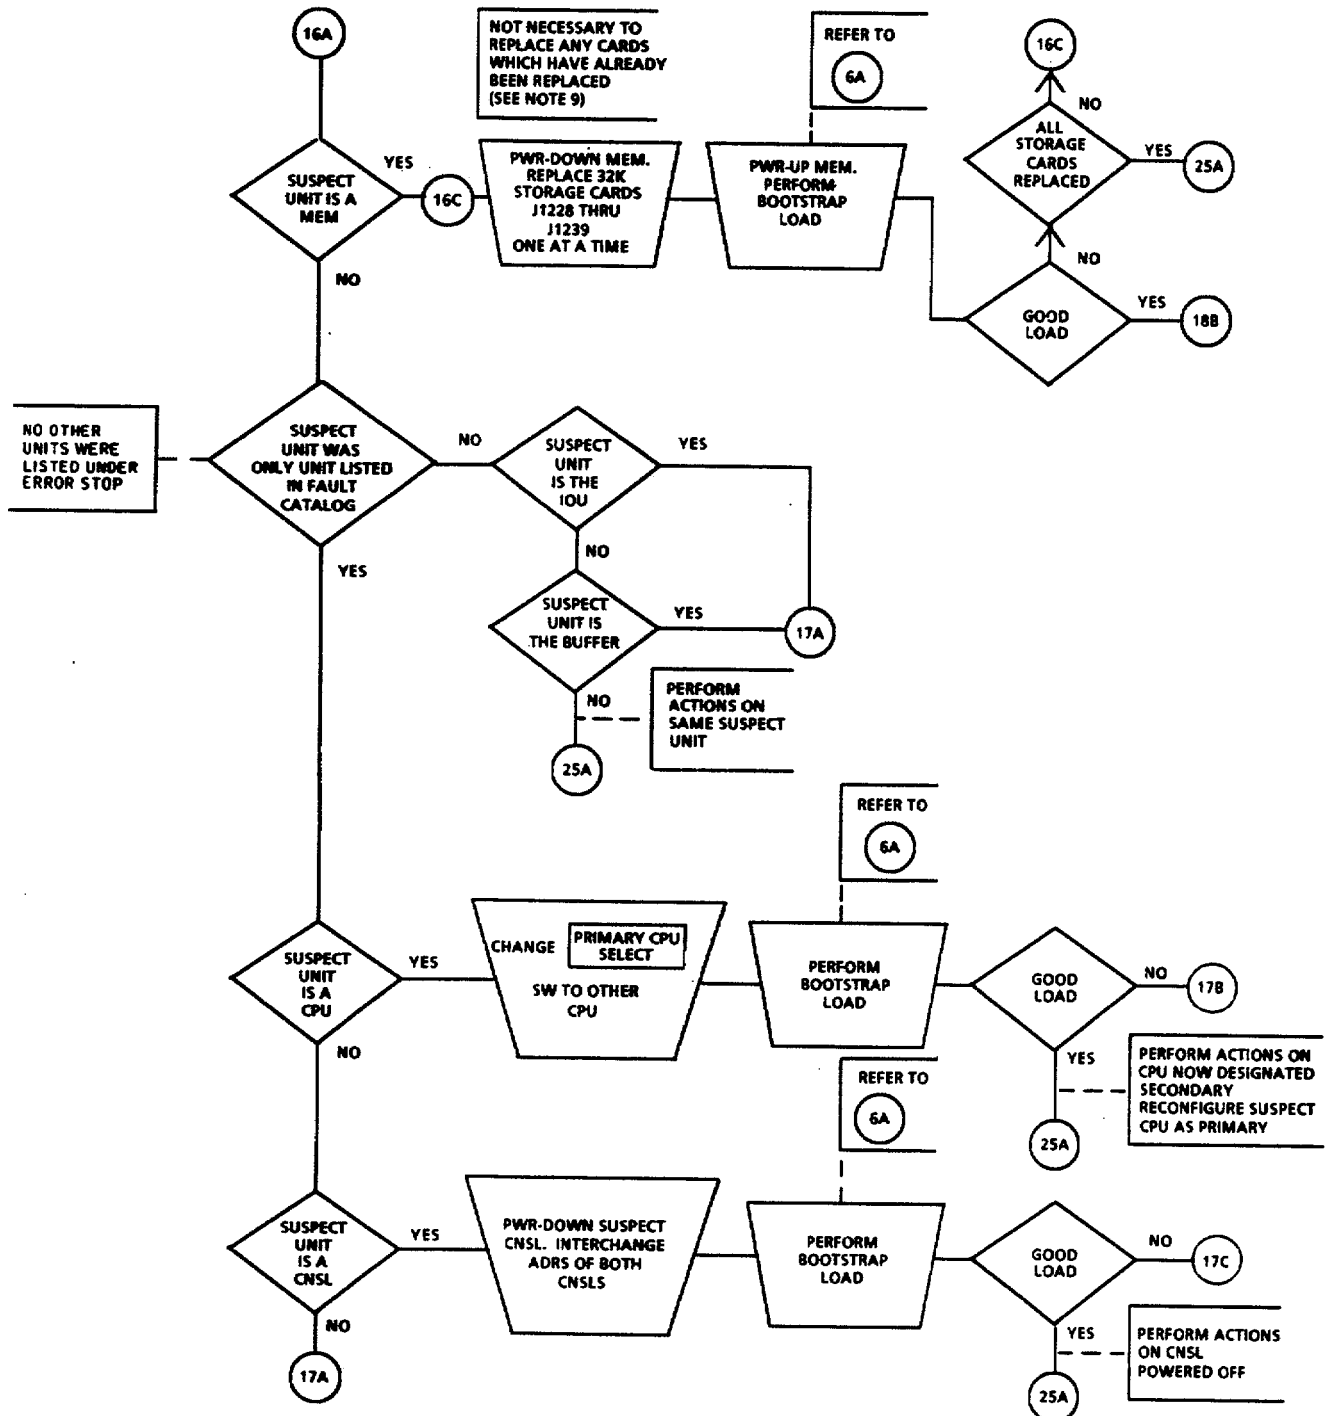 16A
NOT NECESSARY TO
REPLACE ANY CARDS
WHICH HAVE ALREADY
BEEN REPLACED
(SEE NOTE 9)
REFER TO
6A
16C
NO
ALL
STORAGE
CARDS
REPLACED
YES
25A
SUSPECT
UNIT IS A
MEM
YES
16C
PWR-DOWN MEM.
REPLACE 32K
STORAGE CARDS
J1228 THRU
J1239
ONE AT A TIME
PWR-UP MEM.
PERFORM
BOOTSTRAP
LOAD
NO
GOOD
LOAD
YES
18B
NO
NO OTHER
UNITS WERE
LISTED UNDER
ERROR STOP
SUSPECT
UNIT WAS
ONLY UNIT LISTED
IN FAULT
CATALOG
NO
SUSPECT
UNIT
IS THE
IOU
YES
NO
YES
SUSPECT
UNIT IS
THE BUFFER
YES
17A
NO
PERFORM
ACTIONS ON
SAME SUSPECT
UNIT
25A
REFER TO
6A
SUSPECT
UNIT
IS A
CPU
YES
CHANGE PRIMARY CPU
SELECT
SW TO OTHER
CPU
PERFORM
BOOTSTRAP
LOAD
GOOD
LOAD
NO
17B
YES
PERFORM ACTIONS ON
CPU NOW DESIGNATED
SECONDARY
RECONFIGURE SUSPECT
CPU AS PRIMARY
25A
NO
REFER TO
6A
SUSPECT
UNIT
IS A
CNSL
YES
PWR-DOWN SUSPECT
CNSL. INTERCHANGE
ADRS OF BOTH
CNSLS
PERFORM
BOOTSTRAP
LOAD
GOOD
LOAD
NO
17C
YES
PERFORM ACTIONS
ON CNSL
POWERED OFF
25A
NO
17A